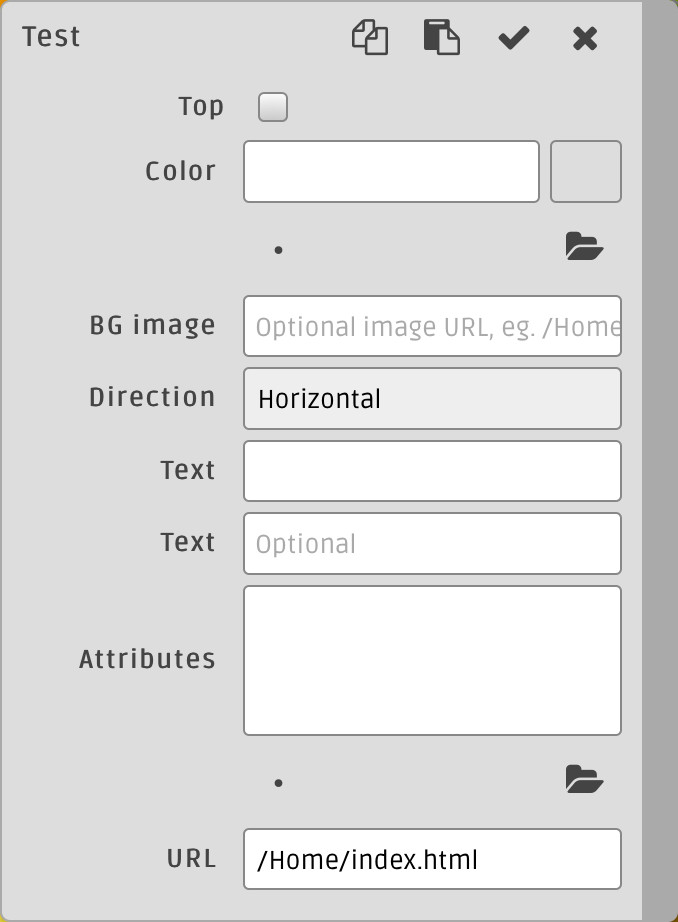 Test
Top
Color
•
BG image
Optional image URL, eg. /Home
Direction
Horizontal
Text
Text
Optional
Attributes
•
URL
/Home/index.html